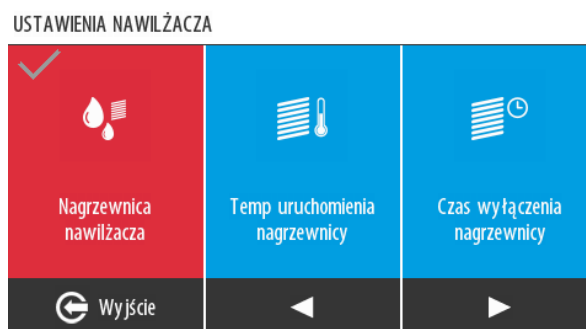 USTAWIENIA NAWILŻACZA
Nagrzewnica
nawilżacza
Temp uruchomienia
nagrzewnicy
Czas wyłączenia
nagrzewnicy
Wyjście